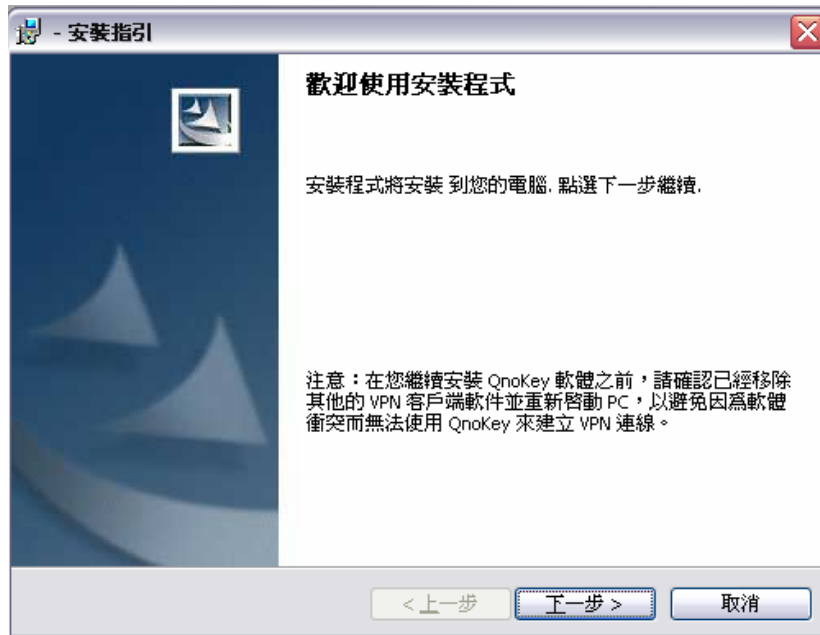 - 安裝指引
歡迎使用安裝程式
安裝程式將安裝 到您的電腦. 點選下一步繼續.
注意：在您繼續安裝 QnoKey 軟體之前，請確認已經移除
其他的 VPN 客戶端軟件並重新啓動 PC，以避免因爲軟體
衝突而無法使用 QnoKey 來建立 VPN 連線。
<上一步
下一步 >
取消